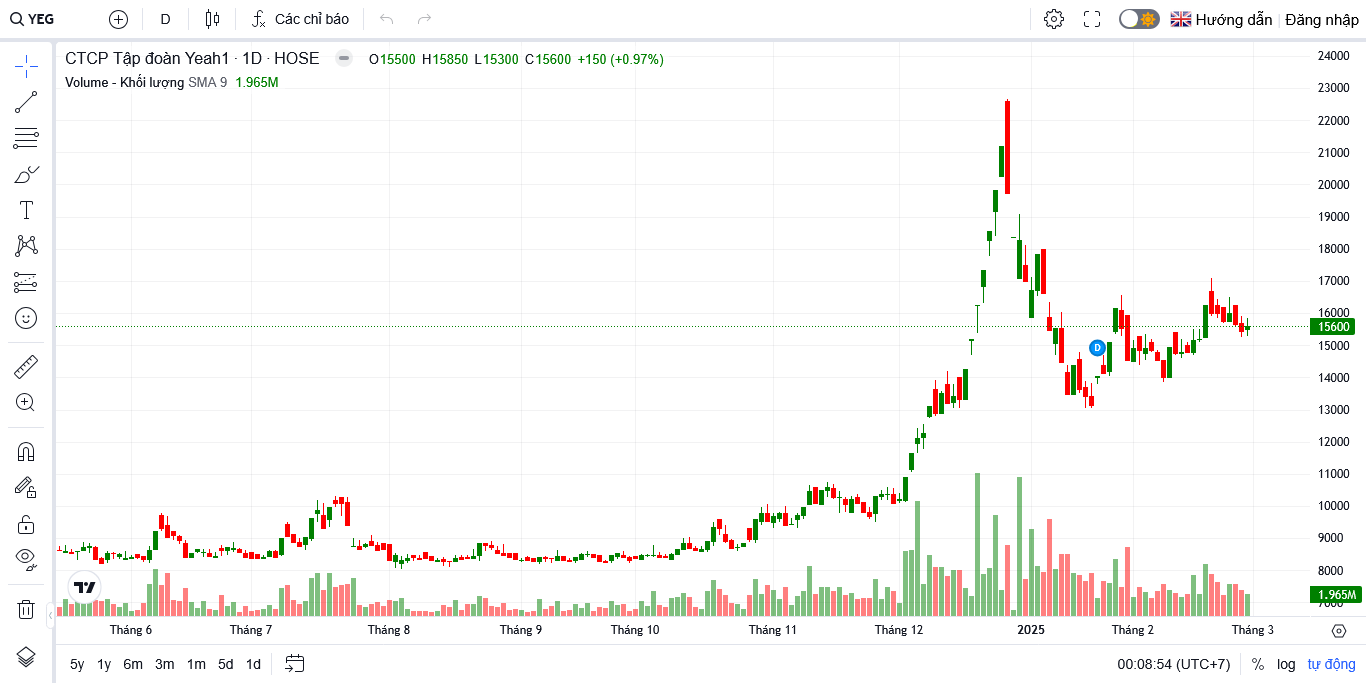 YEG D Các chỉ báo Hướng dẫn Đăng nhập
CTCP Tập đoàn Yeah1 · 1D · HOSE O15500 H15850 L15300 C15600 +150 (+0.97%)
Volume - Khối lượng SMA 9 1.965M
24000
23000
22000
21000
20000
19000
18000
17000
16000
15600
15000
D
14000
13000
12000
11000
10000
9000
8000
1.965M
7000
Tháng 6 Tháng 7 Tháng 8 Tháng 9 Tháng 10 Tháng 11 Tháng 12 2025 Tháng 2 Tháng 3
5y 1y 6m 3m 1m 5d 1d 00:08:54 (UTC+7) % log tự động